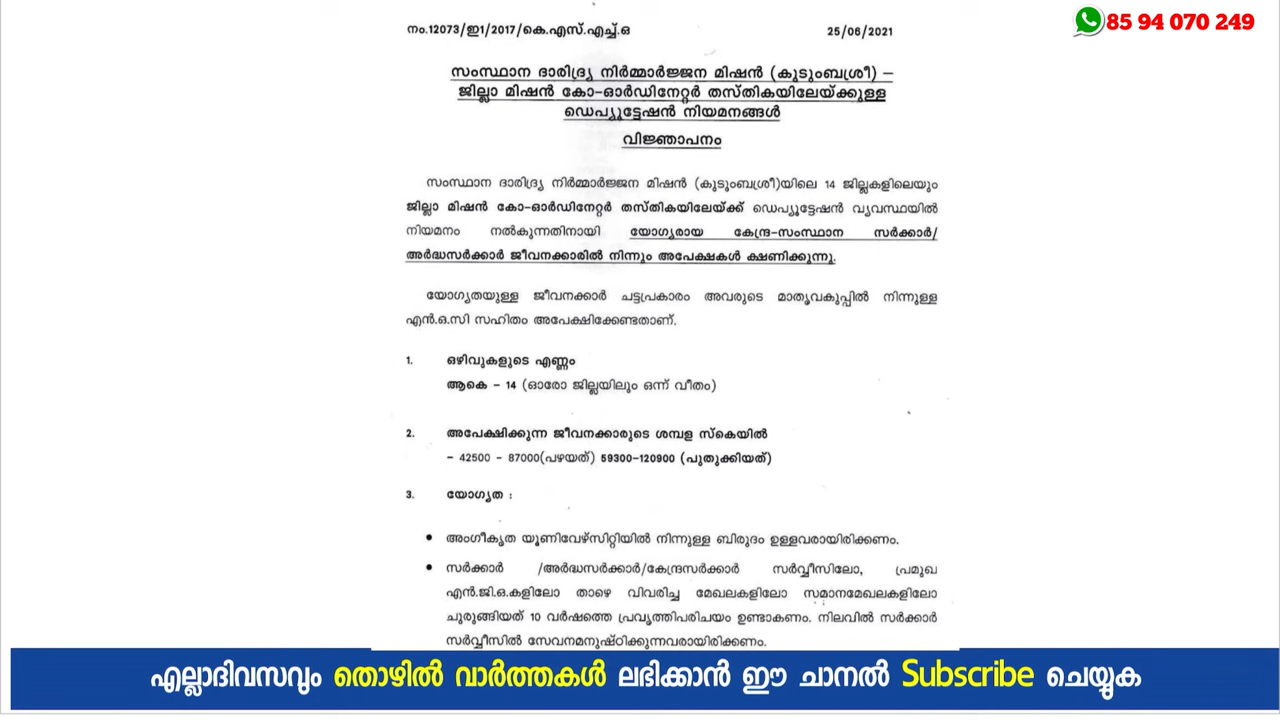 നം.12073/ഇ1/2017/കെ.എസ്.എച്ച്.ഒ 25/06/2021
85 94 070 249
സംസ്ഥാന ദാരിദ്ര്യ നിർമ്മാർജ്ജന മിഷൻ (കുടുംബശ്രീ) –
ജില്ലാ മിഷൻ കോ-ഓർഡിനേറ്റർ തസ്തികയിലേയ്ക്കുള്ള
ഡെപ്യൂട്ടേഷൻ നിയമനങ്ങൾ
വിജ്ഞാപനം
സംസ്ഥാന ദാരിദ്ര്യ നിർമ്മാർജ്ജന മിഷൻ (കുടുംബശ്രീ)യിലെ 14 ജില്ലകളിലെയും
ജില്ലാ മിഷൻ കോ-ഓർഡിനേറ്റർ തസ്തികയിലേയ്ക്ക് ഡെപ്യൂട്ടേഷൻ വ്യവസ്ഥയിൽ
നിയമനം നൽകുന്നതിനായി യോഗ്യരായ കേന്ദ്ര-സംസ്ഥാന സർക്കാർ/
അർദ്ധസർക്കാർ ജീവനക്കാരിൽ നിന്നും അപേക്ഷകൾ ക്ഷണിക്കുന്നു.
യോഗ്യതയുള്ള ജീവനക്കാർ ചട്ടപ്രകാരം അവരുടെ മാതൃവകുപ്പിൽ നിന്നുള്ള
എൻ.ഒ.സി സഹിതം അപേക്ഷിക്കേണ്ടതാണ്.
1. ഒഴിവുകളുടെ എണ്ണം
ആകെ – 14 (ഓരോ ജില്ലയിലും ഒന്ന് വീതം)
2. അപേക്ഷിക്കുന്ന ജീവനക്കാരുടെ ശമ്പള സ്കെയിൽ
– 42500 – 87000(പഴയത്) 59300-120900 (പുതുക്കിയത്)
3. യോഗ്യത :
• അംഗീകൃത യൂണിവേഴ്സിറ്റിയിൽ നിന്നുള്ള ബിരുദം ഉള്ളവരായിരിക്കണം.
• സർക്കാർ /അർദ്ധസർക്കാർ/കേന്ദ്രസർക്കാർ സർവ്വീസിലോ, പ്രമുഖ
എൻ.ജി.ഒ.കളിലോ താഴെ വിവരിച്ച മേഖലകളിലോ സമാനമേഖലകളിലോ
ചുരുങ്ങിയത് 10 വർഷത്തെ പ്രവൃത്തിപരിചയം ഉണ്ടാകണം. നിലവിൽ സർക്കാർ
സർവ്വീസിൽ സേവനമനുഷ്ഠിക്കുന്നവരായിരിക്കണം.
എല്ലാദിവസവും തൊഴിൽ വാർത്തകൾ ലഭിക്കാൻ ഈ ചാനൽ Subscribe ചെയ്യുക